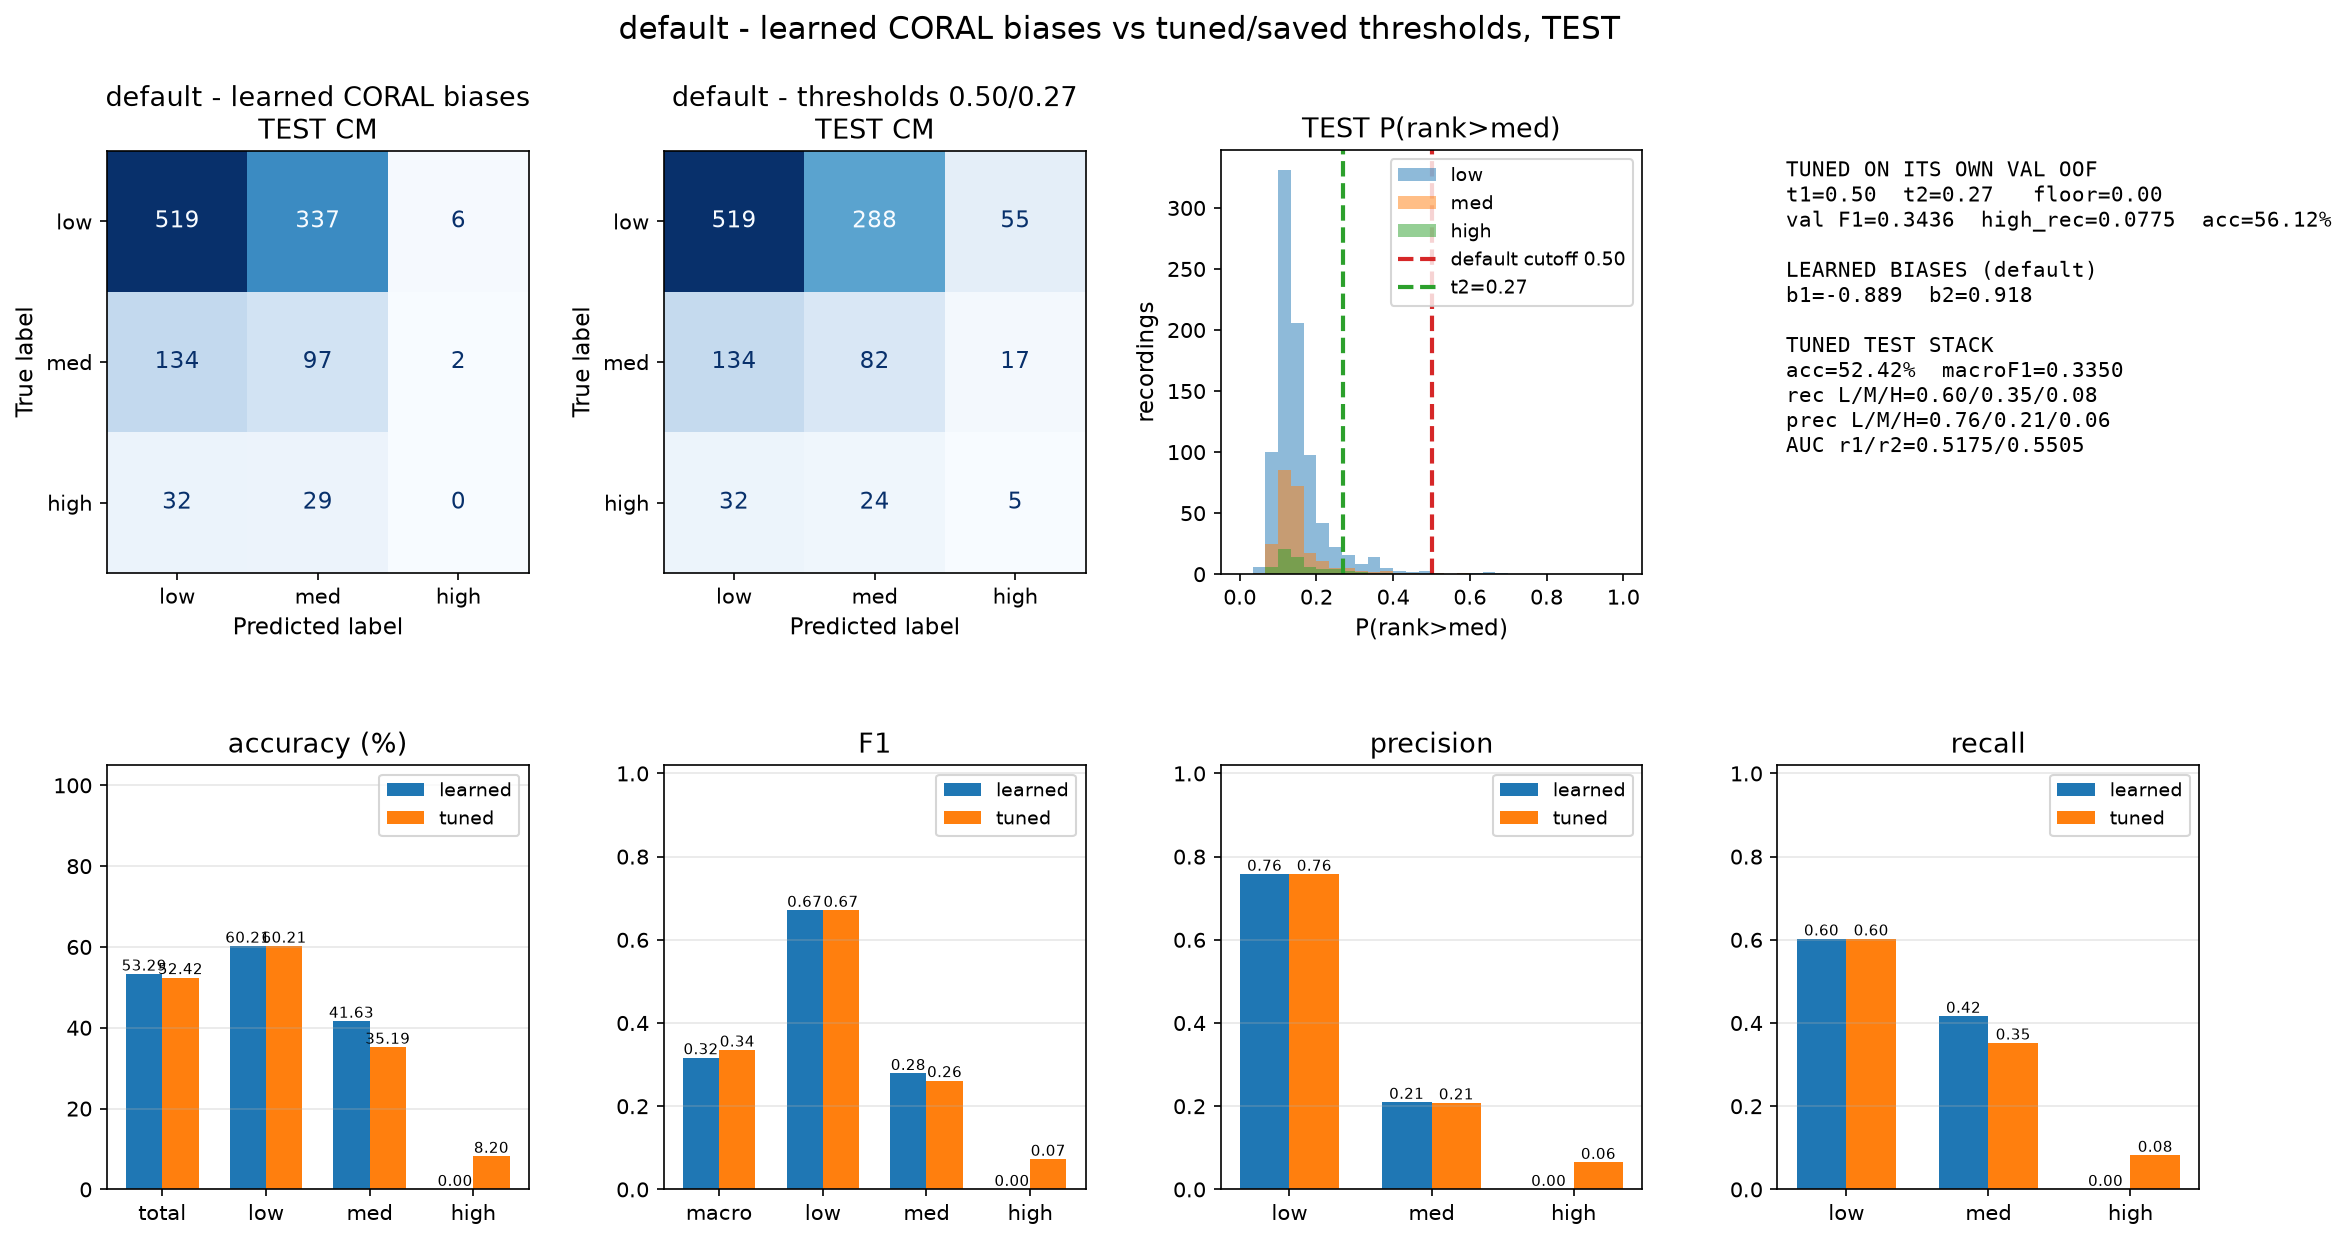 default - learned CORAL biases vs tuned/saved thresholds, TEST
default - learned CORAL biases
TEST CM
519 337 6
134 97 2
32 29 0
low
med
high
True label
low med high
Predicted label
default - thresholds 0.50/0.27
TEST CM
519 288 55
134 82 17
32 24 5
low
med
high
True label
low med high
Predicted label
TEST P(rank>med)
low
med
high
default cutoff 0.50
t2=0.27
300
250
200
150
100
50
0
recordings
0.0 0.2 0.4 0.6 0.8 1.0
P(rank>med)
TUNED ON ITS OWN VAL OOF
t1=0.50 t2=0.27 floor=0.00
val F1=0.3436 high_rec=0.0775 acc=56.12%
LEARNED BIASES (default)
b1=-0.889 b2=0.918
TUNED TEST STACK
acc=52.42% macroF1=0.3350
rec L/M/H=0.60/0.35/0.08
prec L/M/H=0.76/0.21/0.06
AUC r1/r2=0.5175/0.5505
accuracy (%)
learned
tuned
100
80
60
40
20
0
53.29 52.42 60.21 60.21 41.63 35.19 0.00 8.20
total low med high
F1
learned
tuned
1.0
0.8
0.6
0.4
0.2
0.0
0.32 0.34 0.67 0.67 0.28 0.26 0.00 0.07
macro low med high
precision
learned
tuned
1.0
0.8
0.6
0.4
0.2
0.0
0.76 0.76 0.21 0.21 0.00 0.06
low med high
recall
learned
tuned
1.0
0.8
0.6
0.4
0.2
0.0
0.60 0.60 0.42 0.35 0.00 0.08
low med high